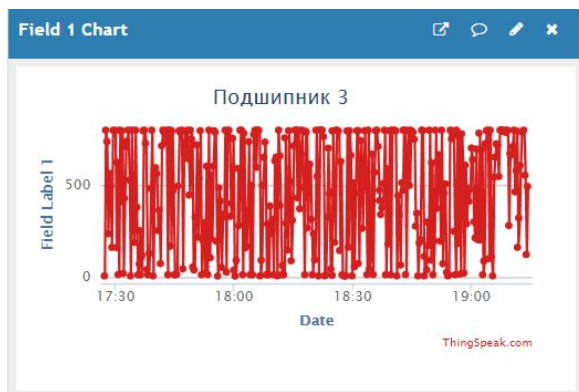 Field 1 Chart
Подшипник 3
Field Label 1
500
0
17:30 18:00 18:30 19:00
Date
ThingSpeak.com